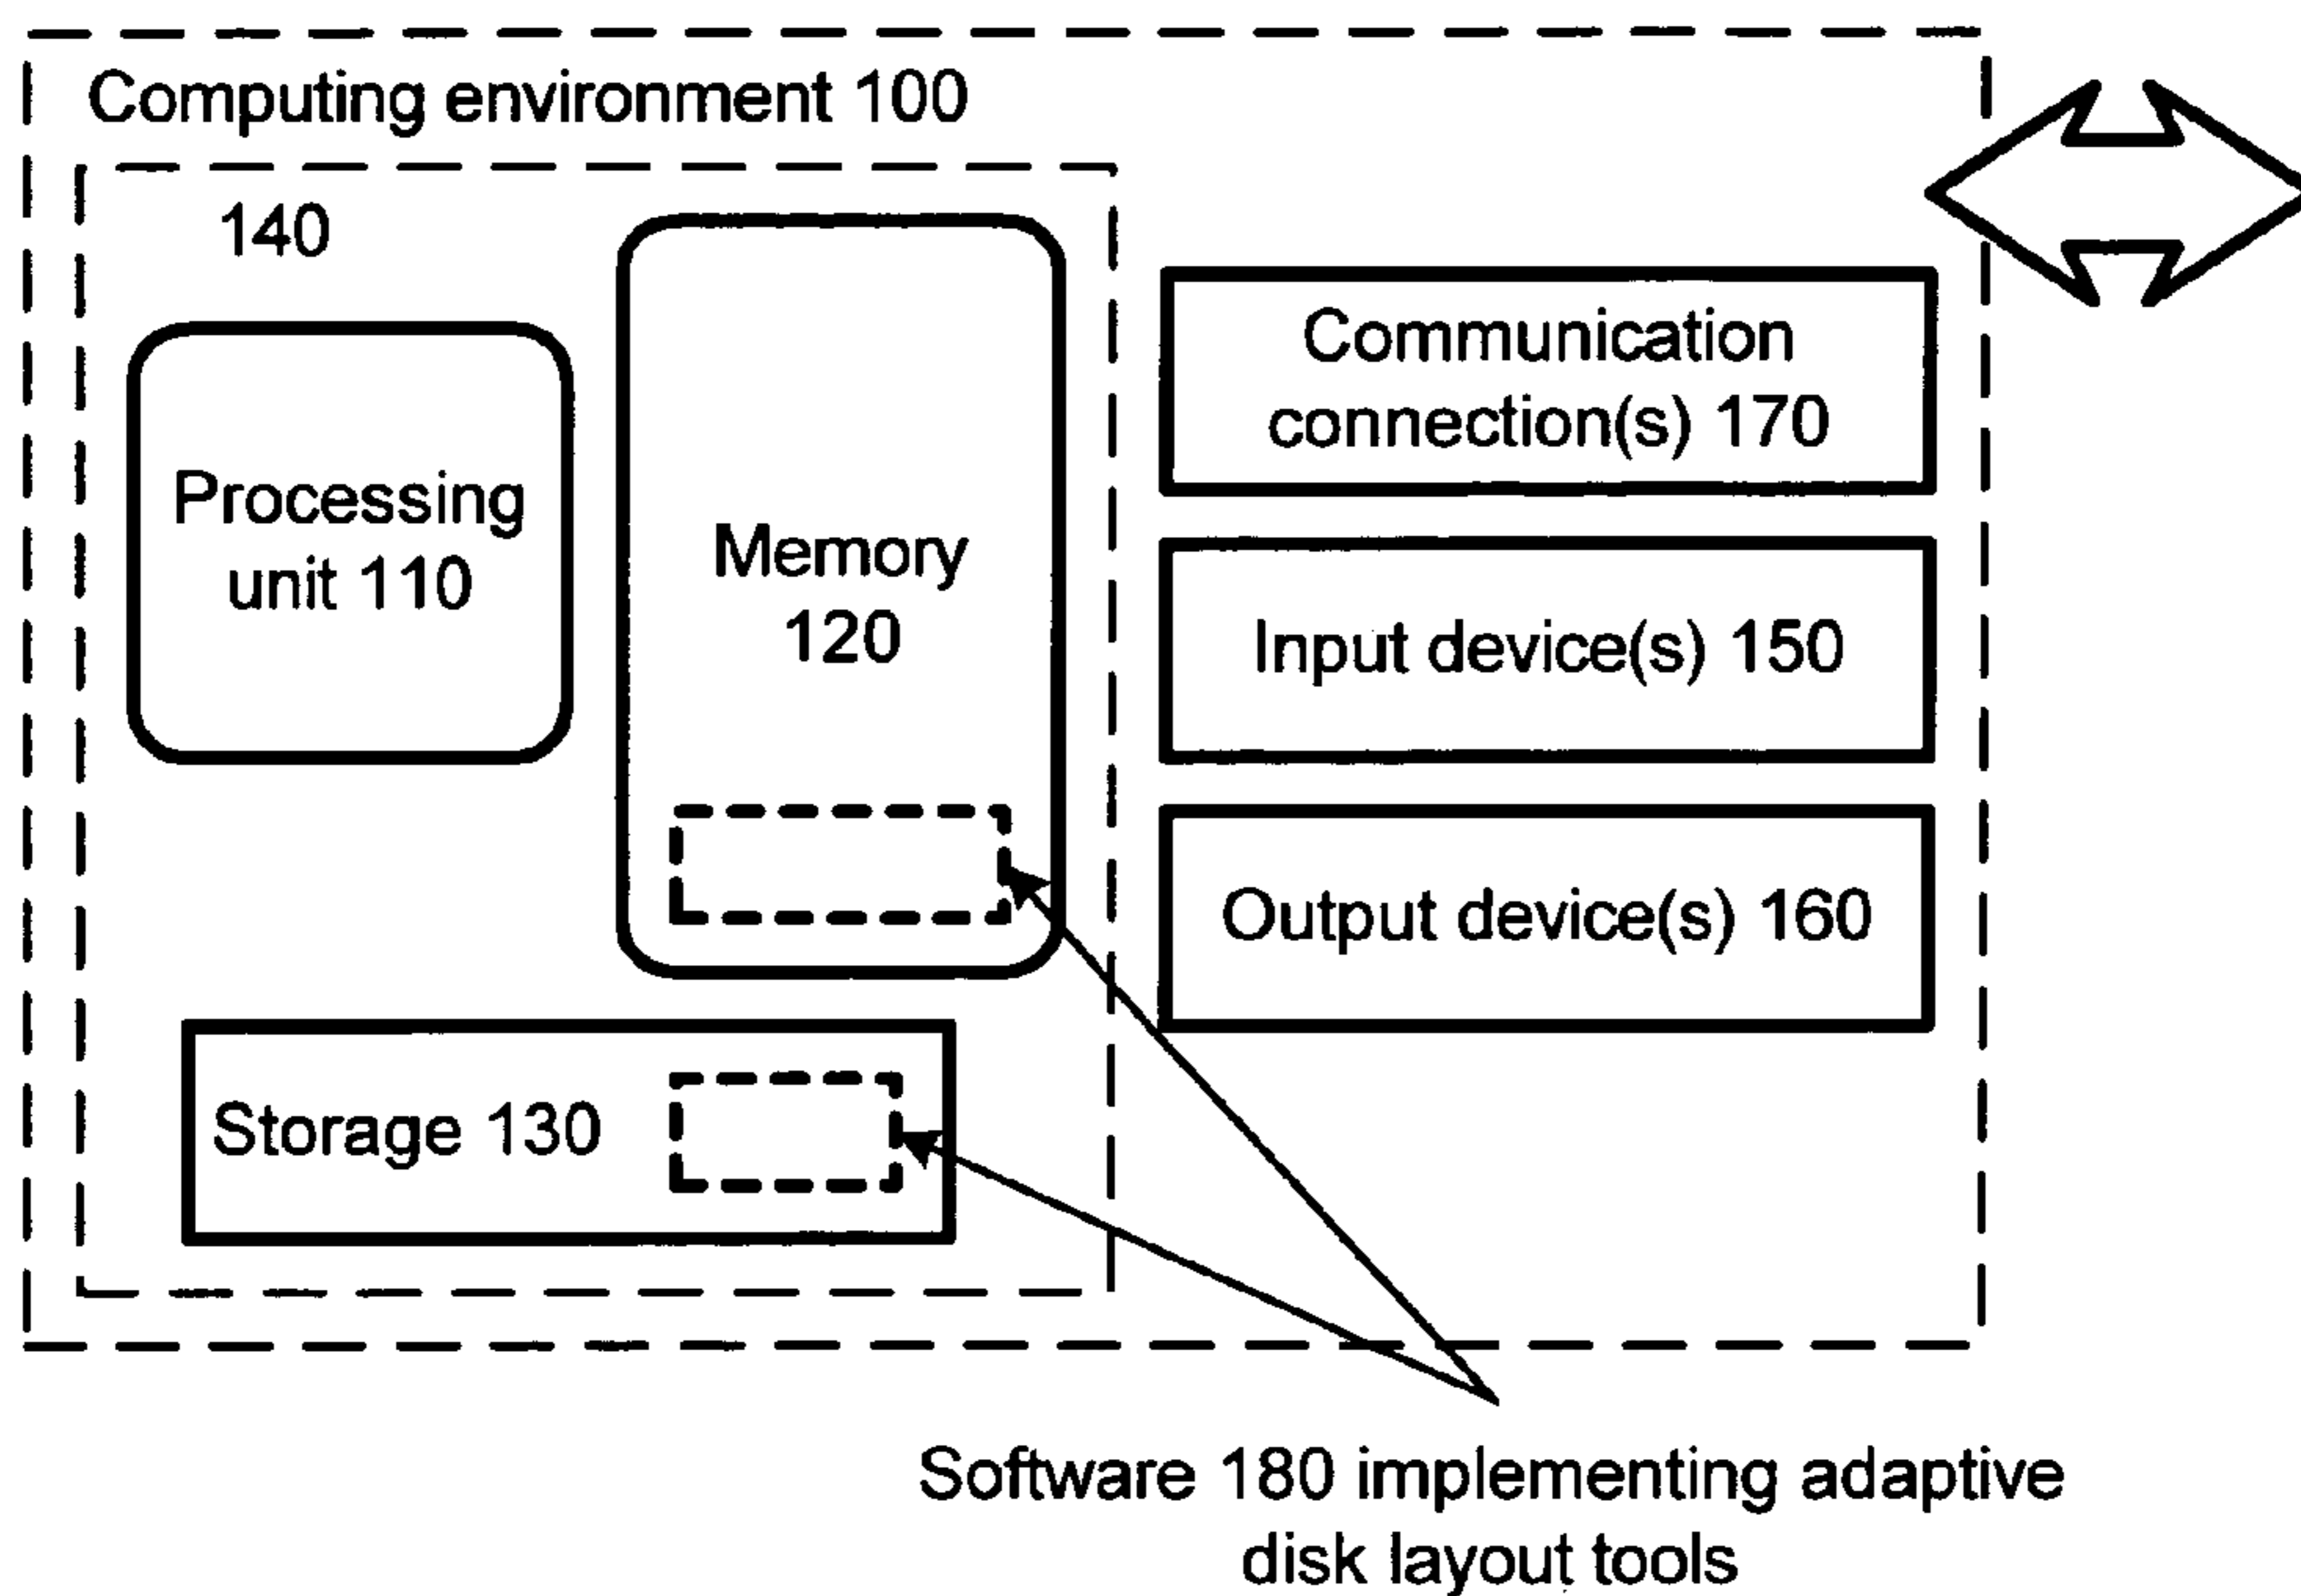 Computing environment 100
140
Processing
unit 110
Memory
120
Storage 130
Communication
connection(s) 170
Input device(s) 150
Output device(s) 160
Software 180 implementing adaptive
disk layout tools